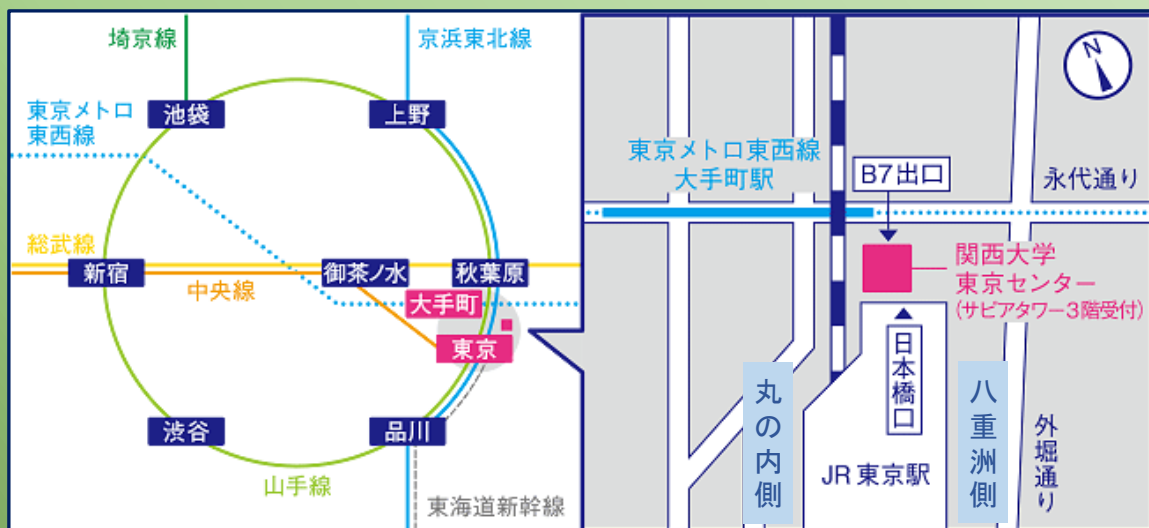 埼京線
京浜東北線
東京メトロ
東西線
池袋
上野
総武線
新宿
御茶ノ水
秋葉原
中央線
大手町
東京
渋谷
品川
山手線
東海道新幹線
N
東京メトロ東西線
大手町駅
B7出口
永代通り
関西大学
東京センター
(サピアタワー3階受付)
日本橋口
丸の内側
八重洲側
外堀通り
JR東京駅